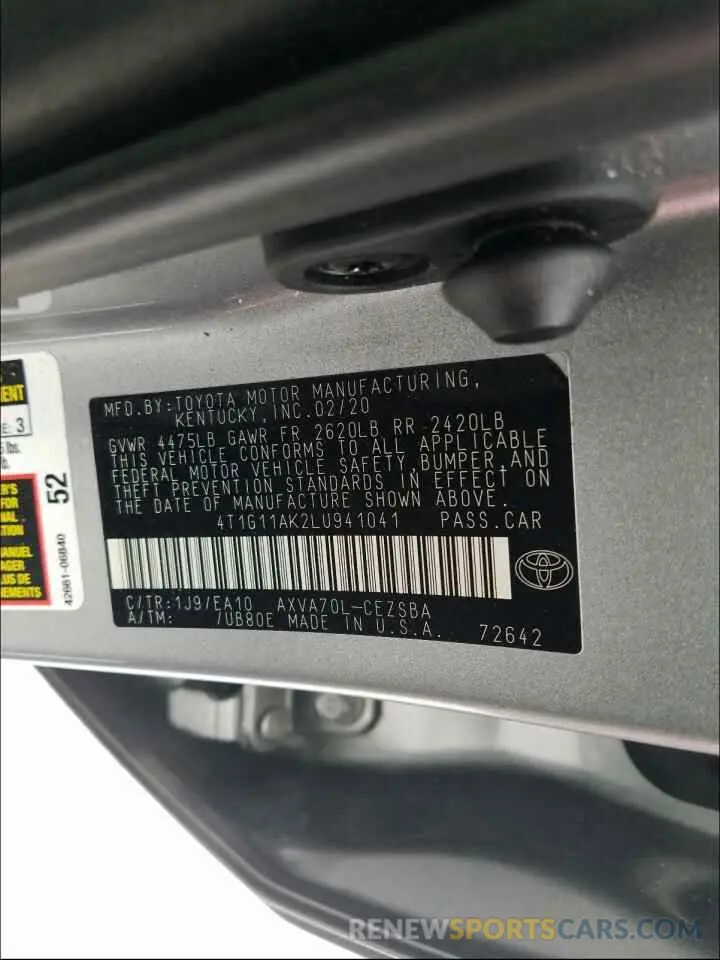 MFD.BY:TOYOTA MOTOR MANUFACTURING,
KENTUCKY,INC.02/20
GVWR 4475LB GAWR FR 2620LB RR 2420LB
THIS VEHICLE CONFORMS TO ALL APPLICABLE
FEDERAL MOTOR VEHICLE SAFETY,BUMPER,AND
THEFT PREVENTION STANDARDS IN EFFECT ON
THE DATE OF MANUFACTURE SHOWN ABOVE.
4T1G11AK2LU941041 PASS.CAR
C/TR:1J9/EA10 AXVA70L-CEZSBA
A/TM: /UB80E MADE IN U.S.A. 72642
52
42661-06B40
3
RENEWSPORTSCARS.COM